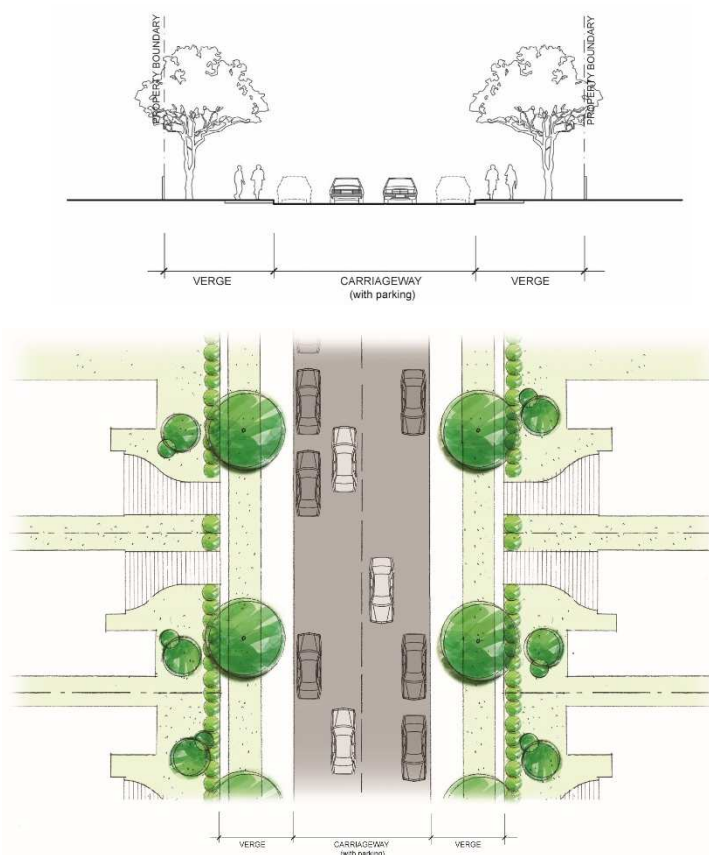 PROPERTY BOUNDARY
PROPERTY BOUNDARY
VERGE
CARRIAGEWAY
(with parking)
VERGE
VERGE
CARRIAGEWAY
(with parking)
VERGE